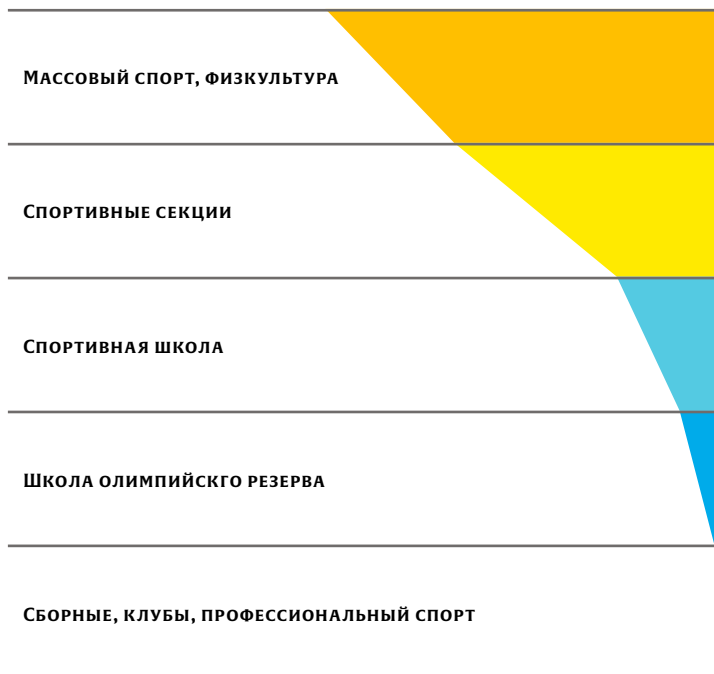 Массовый спорт, физкультура
Спортивные секции
Спортивная школа
Школа олимпийскго резерва
Сборные, клубы, профессиональный спорт